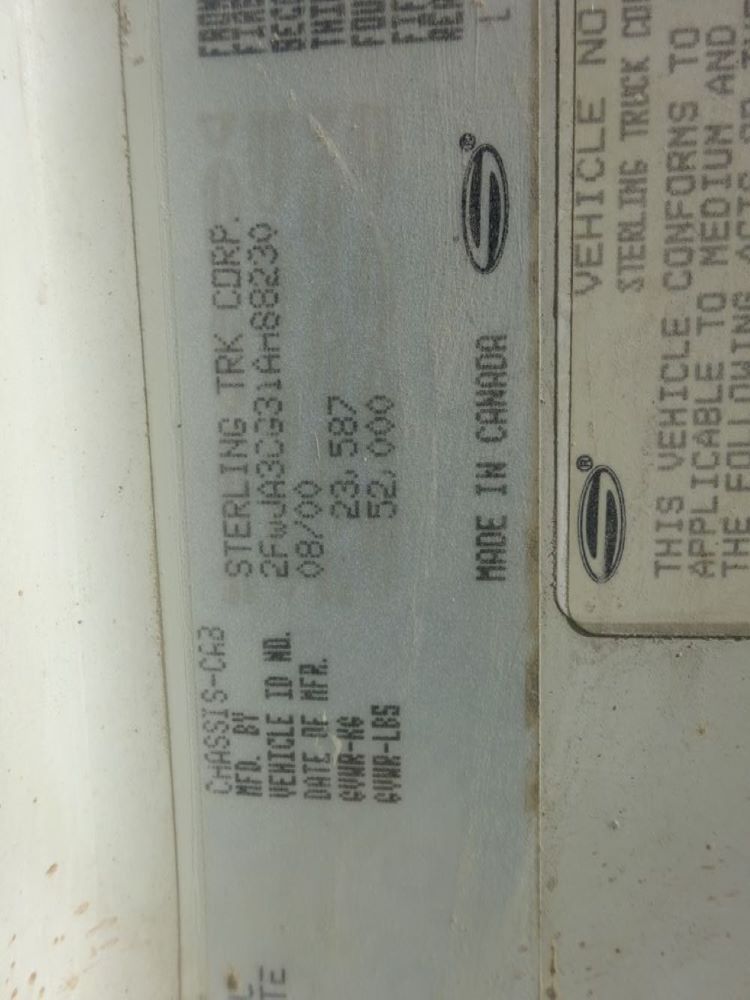 CHASSIS-CAB
MFD. BY STERLING TRK CORP.
VEHICLE ID NO. 2FWJA3CG31AH88230
DATE OF MFR. 08/00
GVWR-KG 23,587
GVWR-LBS 52,000
MADE IN CANADA
VEHICLE NO
STERLING TRUCK
THIS VEHICLE CONFORMS TO
APPLICABLE TO MEDIUM AND
THE FOLLOWING